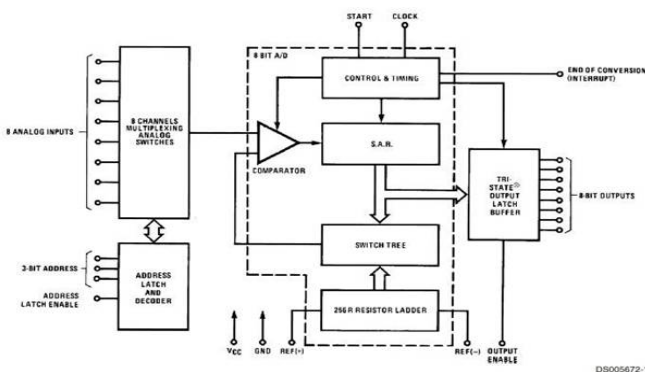 START
CLOCK
8 BIT A/D
CONTROL & TIMING
END OF CONVERSION
(INTERRUPT)
8 ANALOG INPUTS
8 CHANNELS
MULTIPLEXING
ANALOG
SWITCHES
COMPARATOR
S.A.R.
TRI-
STATE®
OUTPUT
LATCH
BUFFER
8-BIT OUTPUTS
SWITCH TREE
3-BIT ADDRESS
ADDRESS
LATCH ENABLE
ADDRESS
LATCH
AND
DECODER
256R RESISTOR LADDER
VCC
GND
REF(+)
REF(−)
OUTPUT
ENABLE